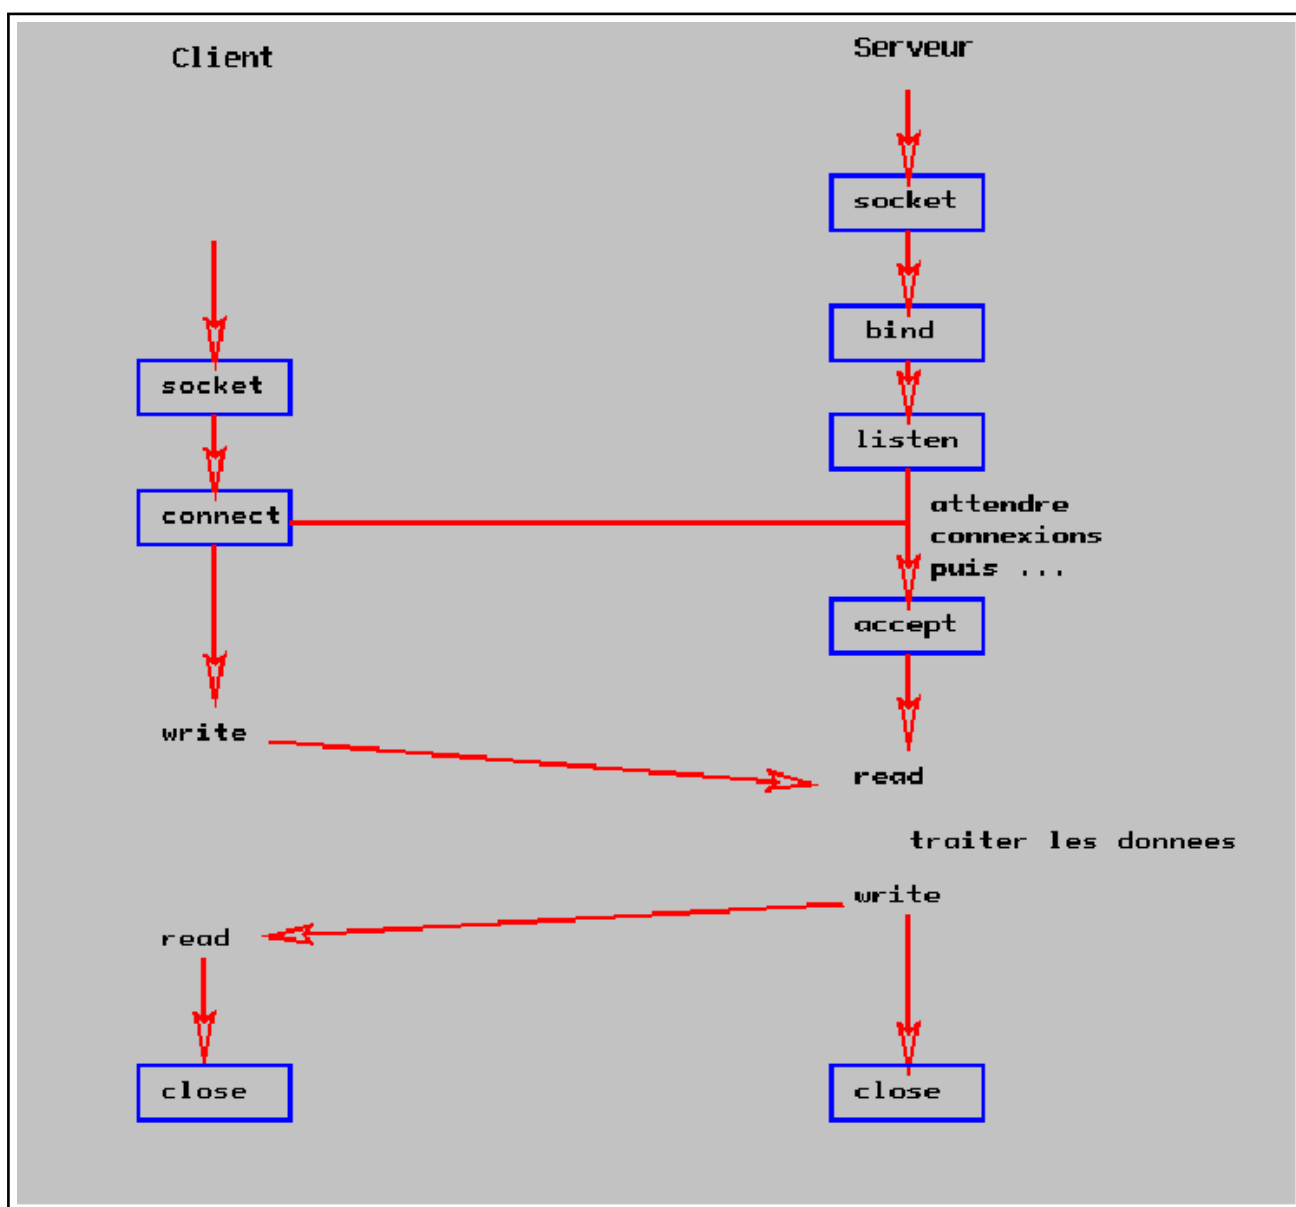 Client
Serveur
socket
bind
socket
listen
connect
attendre
connexions
puis ...
accept
write
read
traiter les donnees
write
read
close
close